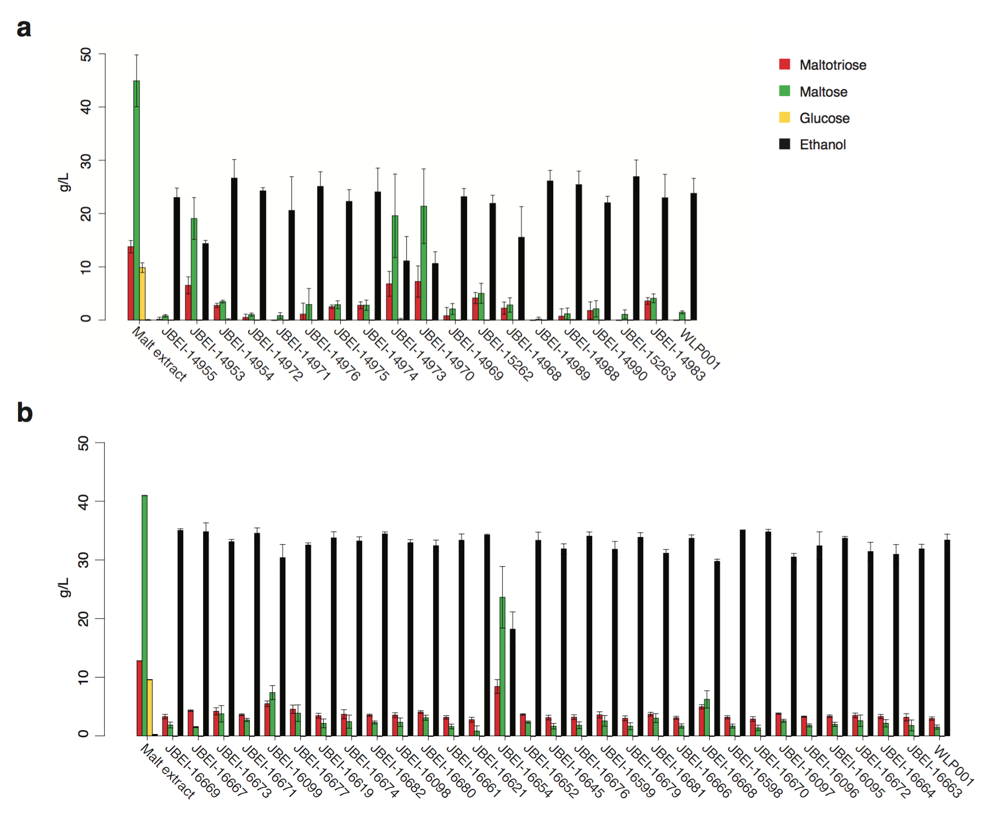 a
50
40
30
20
10
0
g/L
Maltotriose
Maltose
Glucose
Ethanol
Malt extract
JBEI-14955
JBEI-14953
JBEI-14954
JBEI-14972
JBEI-14971
JBEI-14976
JBEI-14975
JBEI-14974
JBEI-14973
JBEI-14970
JBEI-14969
JBEI-15262
JBEI-14968
JBEI-14989
JBEI-14988
JBEI-14990
JBEI-15263
JBEI-14983
WLP001
b
50
40
30
20
10
0
g/L
Malt extract
JBEI-16669
JBEI-16667
JBEI-16673
JBEI-16671
JBEI-16099
JBEI-16677
JBEI-16619
JBEI-16674
JBEI-16682
JBEI-16098
JBEI-16680
JBEI-16661
JBEI-16621
JBEI-16654
JBEI-16652
JBEI-16645
JBEI-16676
JBEI-16599
JBEI-16679
JBEI-16681
JBEI-16666
JBEI-16668
JBEI-16598
JBEI-16670
JBEI-16097
JBEI-16096
JBEI-16095
JBEI-16672
JBEI-16664
JBEI-16663
WLP001